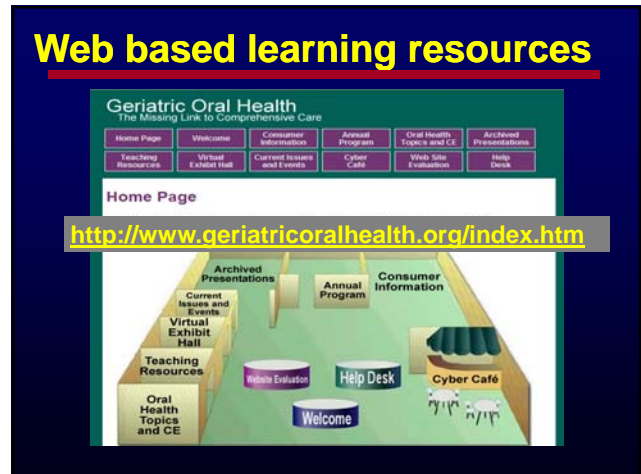 Web based learning resources
Geriatric Oral Health
The Missing Link to Comprehensive Care
Home Page
Welcome
Consumer
Information
Annual
Program
Oral Health
Topics and CE
Archived
Presentations
Teaching
Resources
Virtual
Exhibit Hall
Current Issues
and Events
Cyber
Café
Web Site
Evaluation
Help
Desk
Home Page
http://www.geriatricoralhealth.org/index.htm
Archived
Presentations
Annual
Program
Consumer
Information
Current
Issues and
Events
Virtual
Exhibit
Hall
Teaching
Resources
Oral
Health
Topics
and CE
Website Evaluation
Help Desk
Cyber Café
Welcome